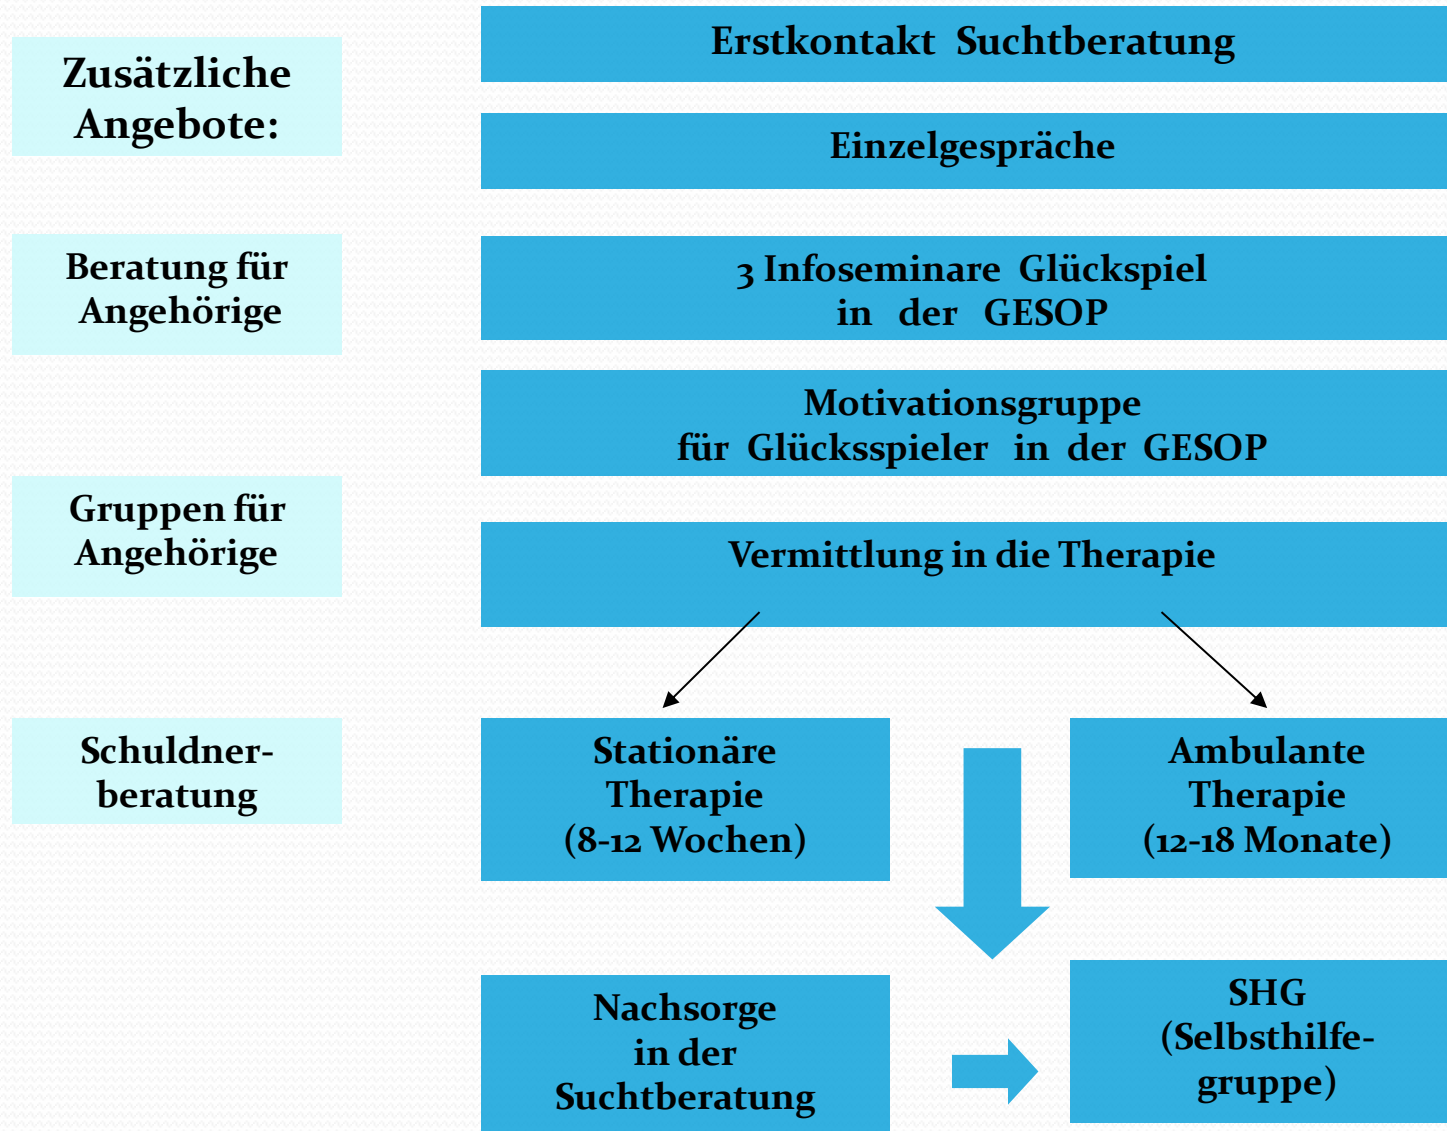 Zusätzliche
Angebote:
Beratung für
Angehörige
Gruppen für
Angehörige
Schuldner-
beratung
Erstkontakt Suchtberatung
Einzelgespräche
3 Infoseminare Glückspiel
in der GESOP
Motivationsgruppe
für Glücksspieler in der GESOP
Vermittlung in die Therapie
Stationäre
Therapie
(8-12 Wochen)
Ambulante
Therapie
(12-18 Monate)
Nachsorge
in der
Suchtberatung
SHG
(Selbsthilfe-
gruppe)